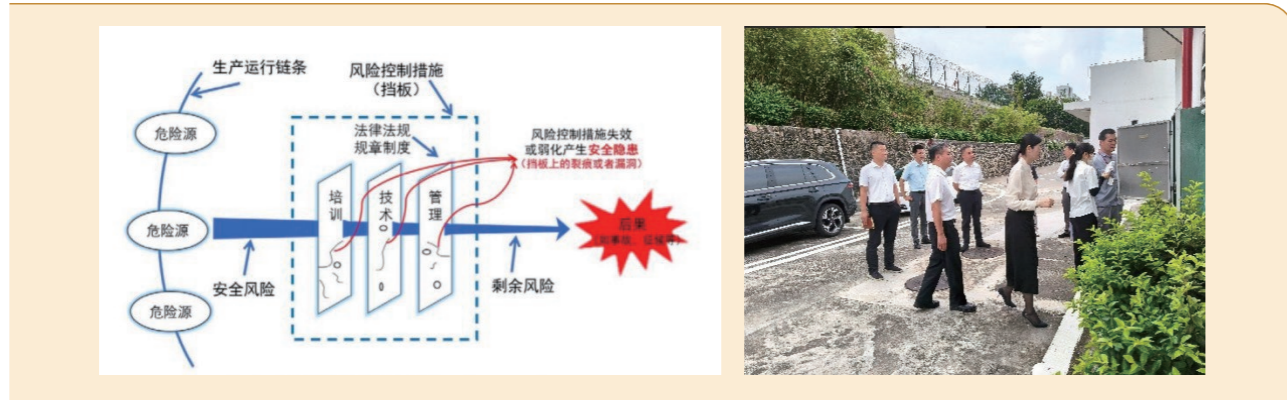 生产运行链条
风险控制措施
（挡板）
危险源
法律法规
规章制度
风险控制措施失效
或弱化产生安全隐患
（挡板上的裂痕或者漏洞）
培训
技术
管理
危险源
后果
安全风险
剩余风险
危险源